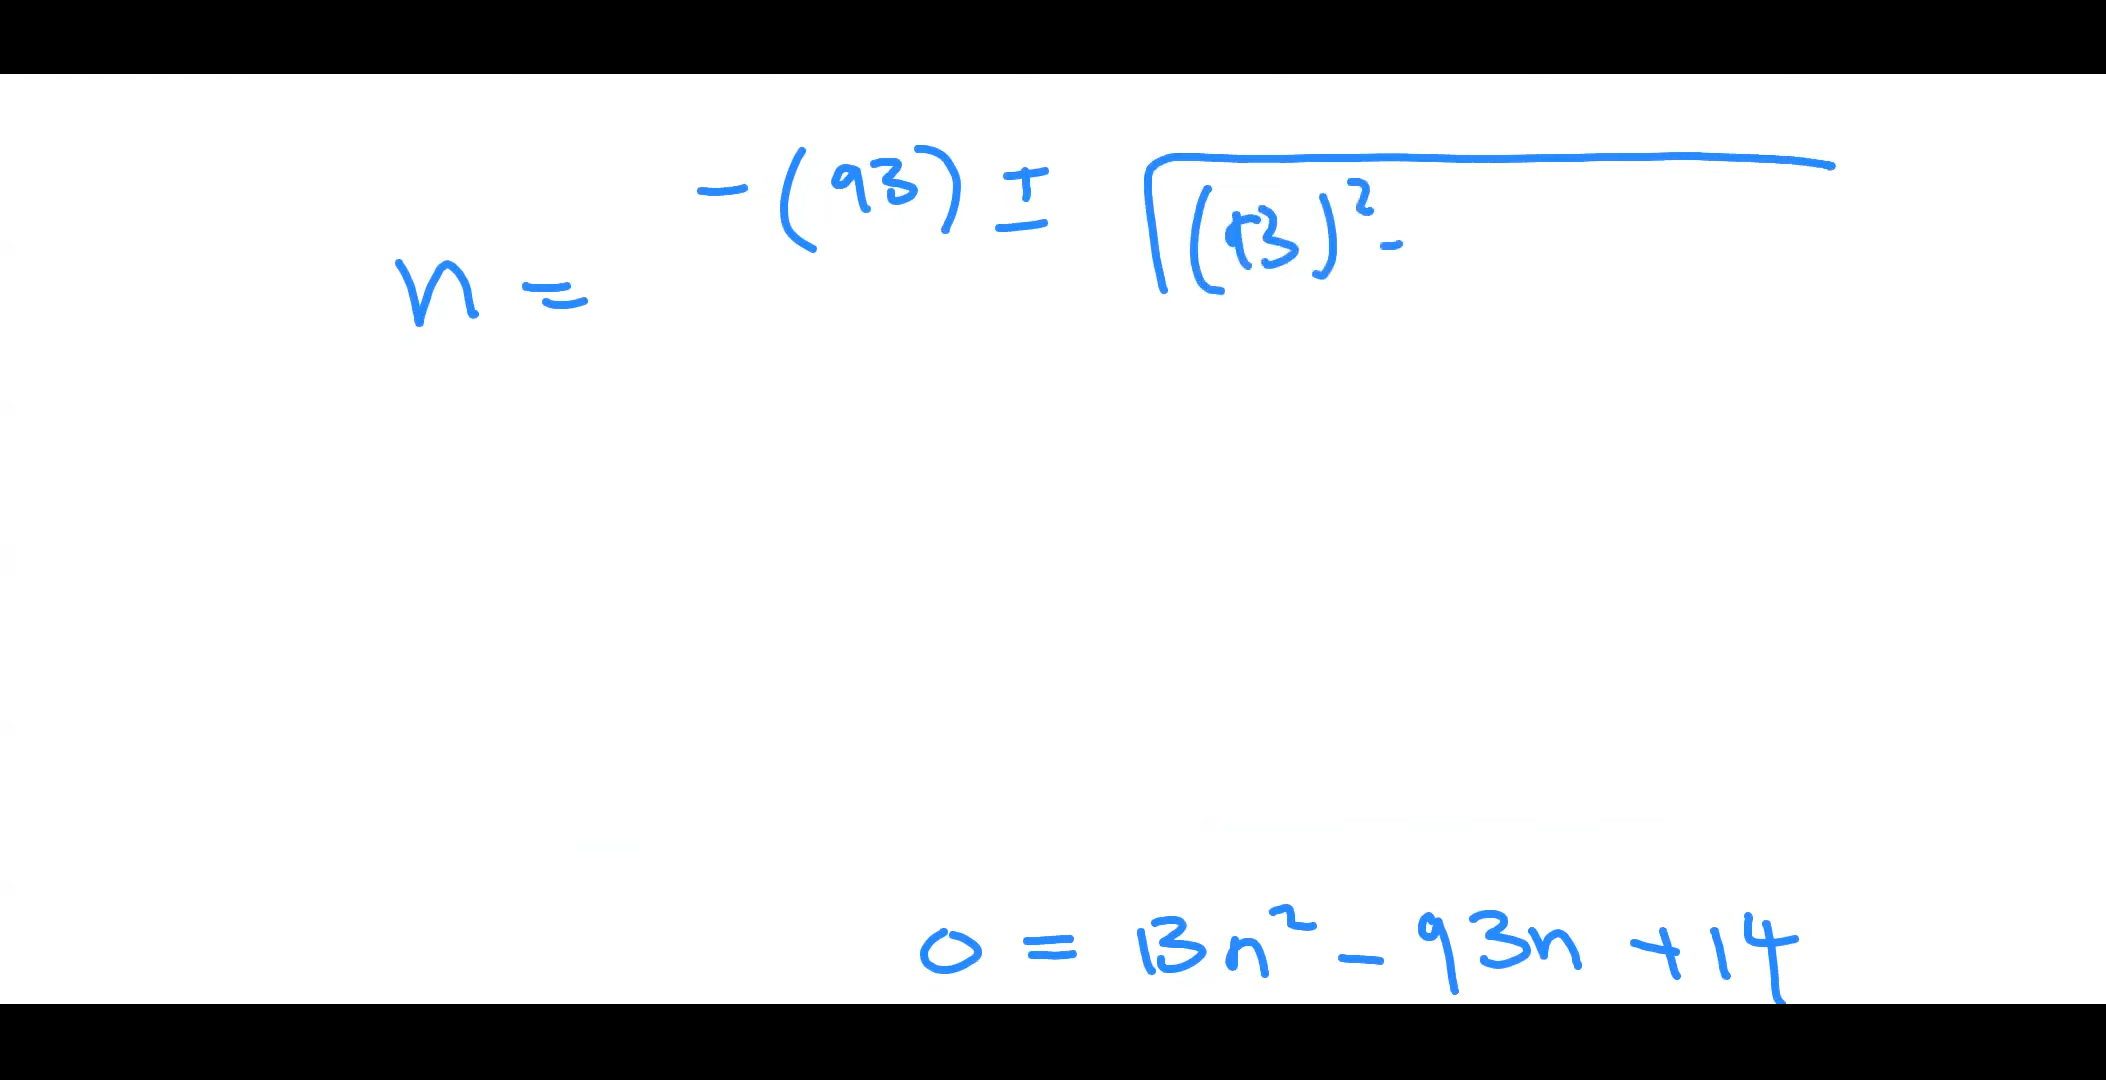 n = -(93) ± √(93)² -
0 = 13n² - 93n + 14